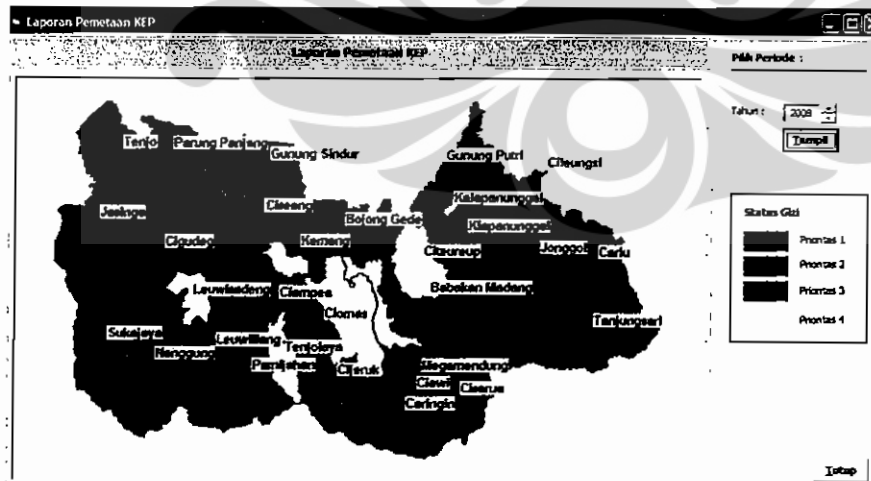 Laporan Pemetaan KEP
Laporan Pemetaan KEP
Pilih Periode :
Tahun : 2008
Tampil
Tenjo
Parung Panjang
Gunung Sindur
Gunung Putri
Cileungsi
Jasinga
Ciseeng
Bojong Gede
Kalapanunggal
Klapanunggal
Cigudeg
Kemang
Citeureup
Jonggol
Cariu
Leuwisadeng
Ciampea
Babakan Madang
Ciomas
Tanjungsari
Sukajaya
Nanggung
Leuwiliang
Tenjolaya
Pamijahan
Cijeruk
Megamendung
Ciawi
Cisarua
Caringin
Status Gizi
Prioritas 1
Prioritas 2
Prioritas 3
Prioritas 4
Tutup